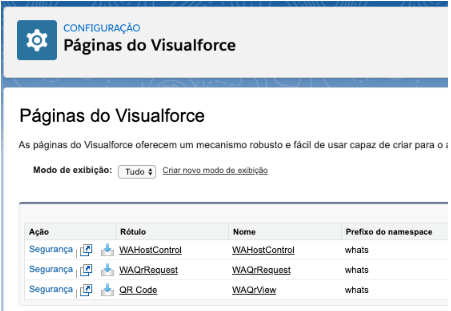 CONFIGURAÇÃO
Páginas do Visualforce
Páginas do Visualforce
As páginas do Visualforce oferecem um mecanismo robusto e fácil de usar capaz de criar para o
Modo de exibição: Tudo Criar novo modo de exibição
Ação Rótulo Nome Prefixo do namespace
Segurança WAHostControl WAHostControl whats
Segurança WAQrRequest WAQrRequest whats
Segurança QR Code WAQrView whats